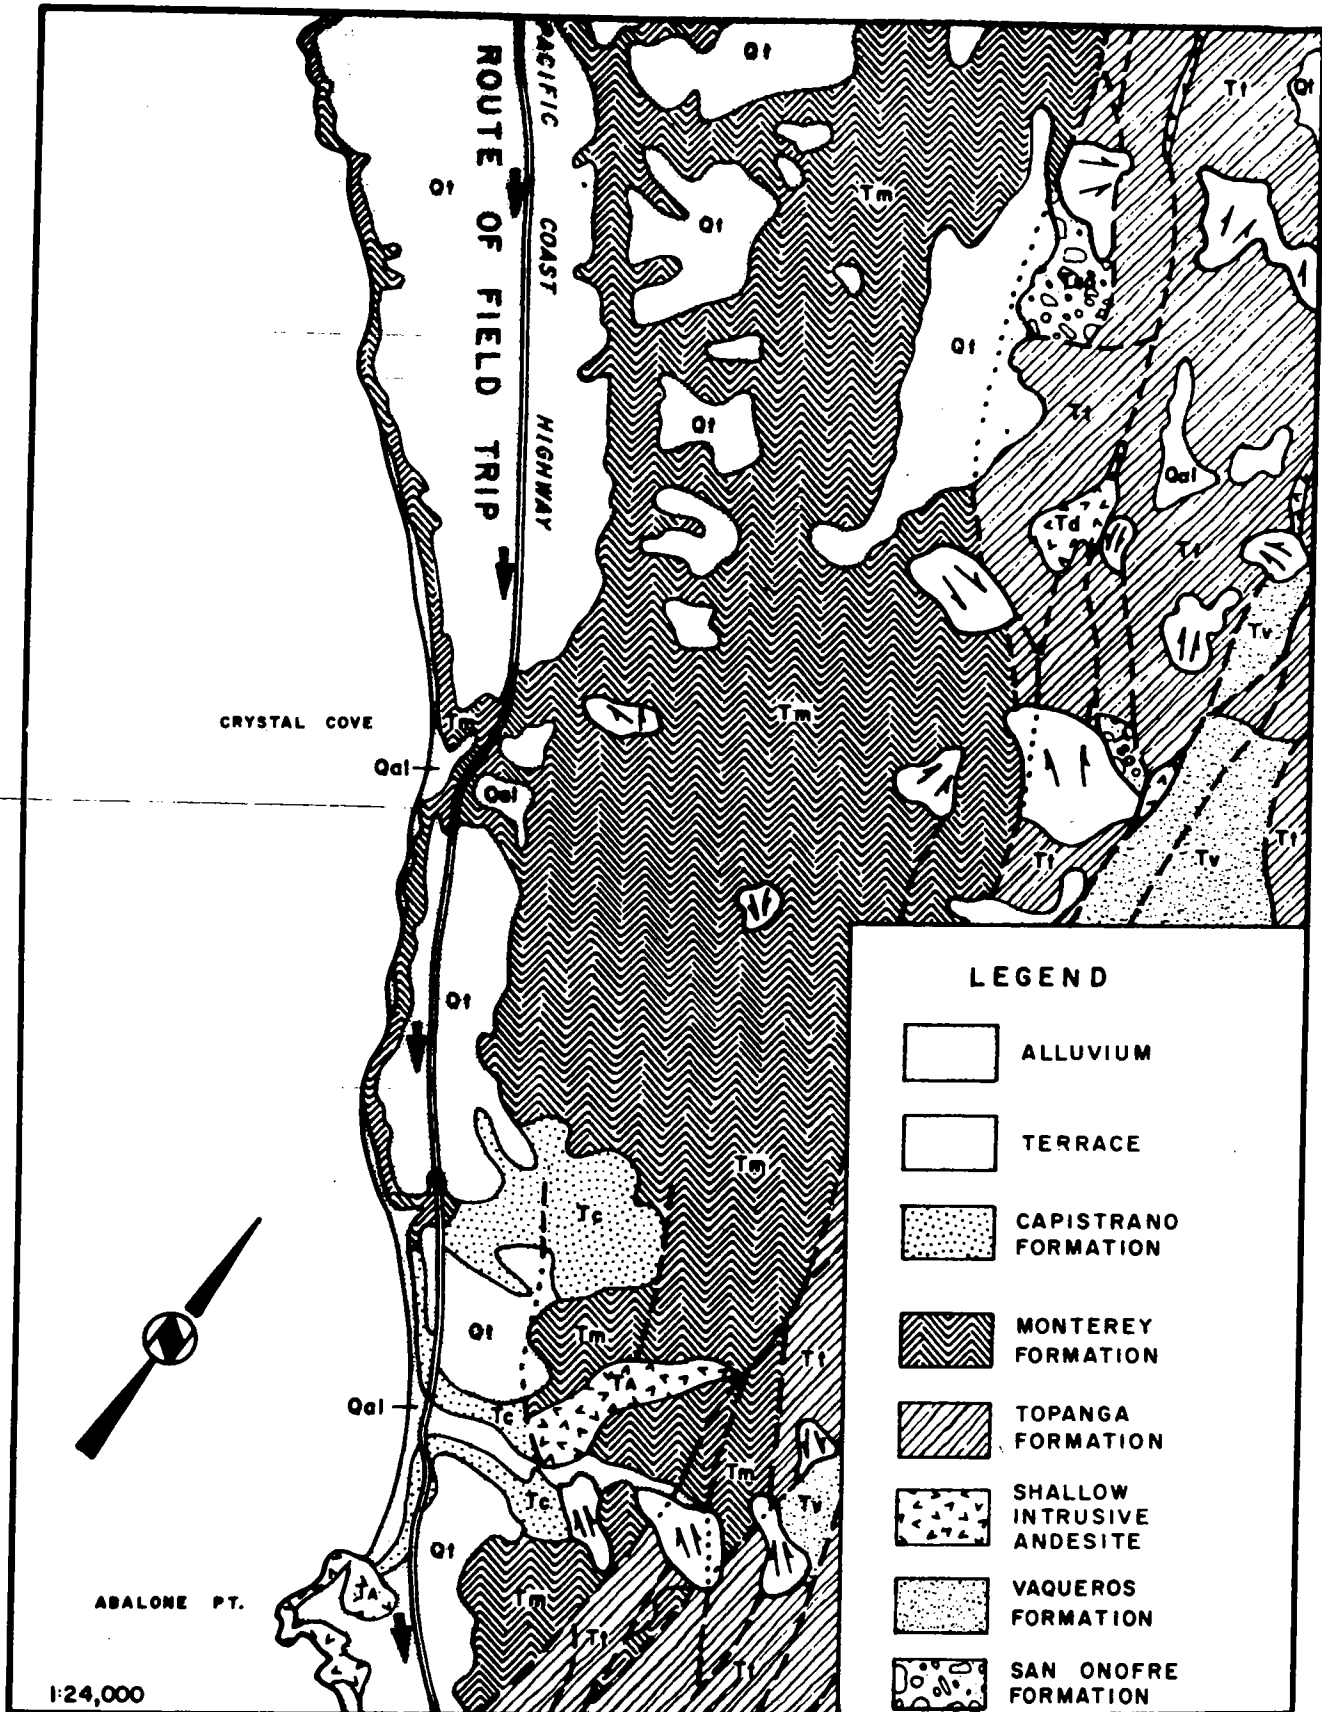 ROUTE OF FIELD TRIP
PACIFIC COAST HIGHWAY
Qt
Tt
Qt
Qt
Tm
Qt
Qt
Tt
Qt
Qal
Td
Tt
Tv
CRYSTAL COVE
Tm
Tm
Qal
Qal
Tt
Tv
Tt
Qt
Tm
Tc
Qt
Tm
Tt
TA
Qal
Tc
Tm
Tc
Tv
Qt
TA
ABALONE PT.
Tm
Tt
Tt
1:24,000
LEGEND
ALLUVIUM
TERRACE
CAPISTRANO
FORMATION
MONTEREY
FORMATION
TOPANGA
FORMATION
SHALLOW
INTRUSIVE
ANDESITE
VAQUEROS
FORMATION
SAN ONOFRE
FORMATION